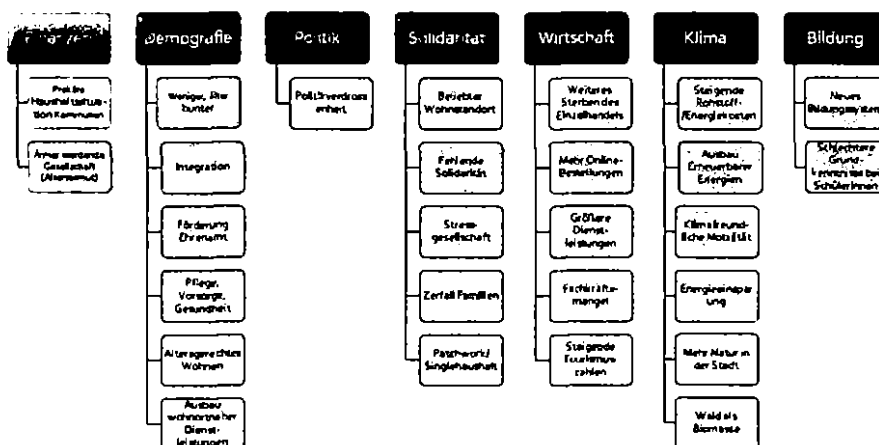 Finanzen
Prekäre
Haushaltssitua-
tion Kommunen
Ärmer werdende
Gesellschaft
(Altersarmut)
Demografie
Weniger, älter
bunter
Integration
Förderung
Ehrenamt
Pflege,
Vorsorge,
Gesundheit
Altersgerechtes
Wohnen
Ausbau
wohnortnaher
Dienst-
leistungen
Politik
Politikverdross
enheit
Solidarität
Beliebter
Wohnstandort
Fehlende
Solidarität
Stress-
gesellschaft
Zerfall Familien
Patchwork/
Singlehaushalt
Wirtschaft
Weiteres
Sterben des
Einzelhandels
Mehr Online-
Bestellungen
Größere
Dienst-
leistungen
Fachkräfte-
mangel
Steigende
Tourismus
zahlen
Klima
Steigende
Rohstoff-
/Energiekosten
Ausbau
Erneuerbarer
Energien
Klimafreund-
liche Mobilität
Energieeinspar
ung
Mehr Natur in
der Stadt
Wald als
Biomasse
Bildung
Neues
Bildungssystem
Schlechtere
Grund-
kenntnisse bei
SchülerInnen